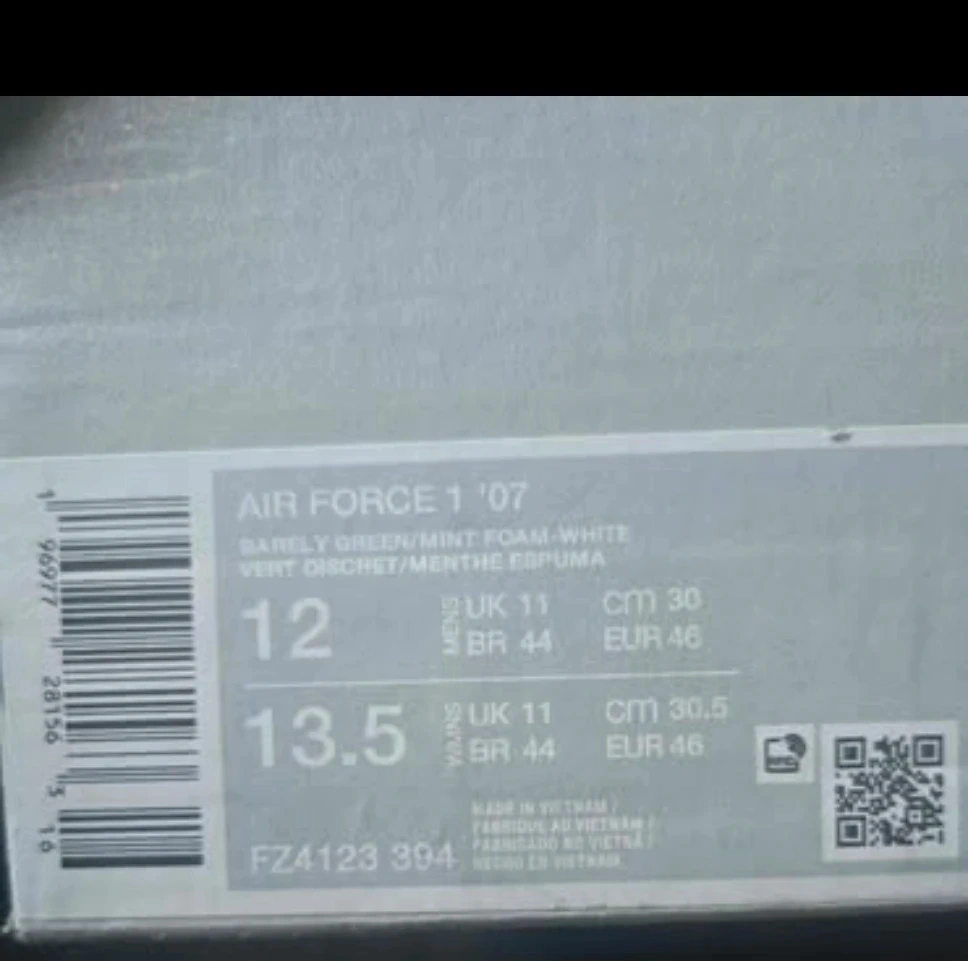 AIR FORCE 1 '07
BARELY GREEN/MINT FOAM-WHITE
VERT DISCRET/MENTHE ESPUMA
12 MENS UK 11 cm 30
BR 44 EUR 46
13.5 WMNS UK 11 cm 30.5
BR 44 EUR 46
MADE IN VIETNAM /
FABRIQUÉ AU VIETNAM /
FABRICADO NO VIETNÃ /
HECHO EN VIETNAM
FZ4123 394
1 96977 28156 3 16
RFID